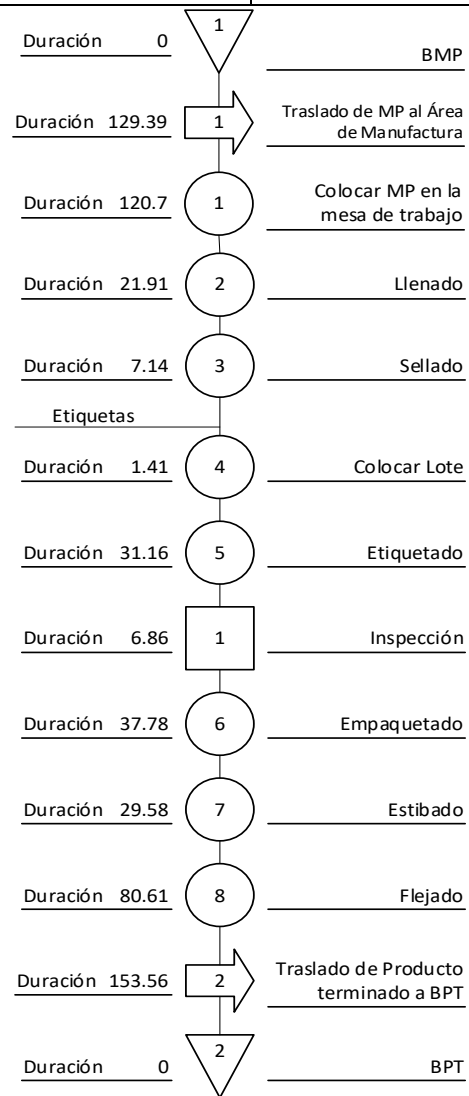 Duración 0
1
BMP
Duración 129.39
1
Traslado de MP al Área
de Manufactura
Duración 120.7
1
Colocar MP en la
mesa de trabajo
Duración 21.91
2
Llenado
Duración 7.14
3
Sellado
Etiquetas
Duración 1.41
4
Colocar Lote
Duración 31.16
5
Etiquetado
Duración 6.86
1
Inspección
Duración 37.78
6
Empaquetado
Duración 29.58
7
Estibado
Duración 80.61
8
Flejado
Duración 153.56
2
Traslado de Producto
terminado a BPT
Duración 0
2
BPT